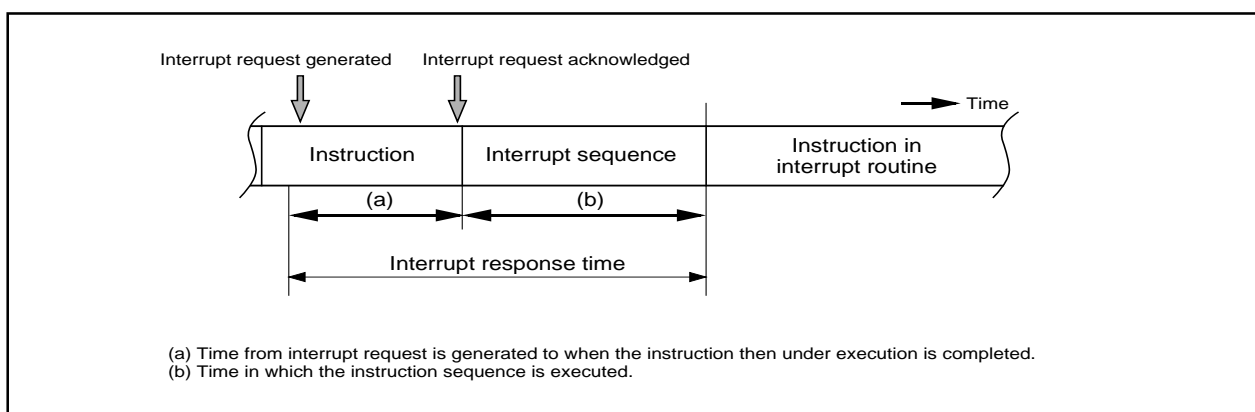 Interrupt request generated
Interrupt request acknowledged
Time
Instruction
Interrupt sequence
Instruction in
interrupt routine
(a)
(b)
Interrupt response time
(a) Time from interrupt request is generated to when the instruction then under execution is completed.
(b) Time in which the instruction sequence is executed.